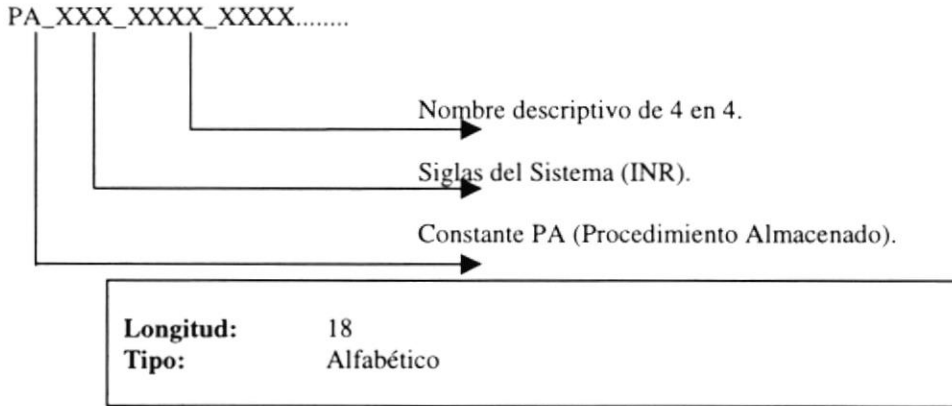 PA_XXX_XXXX_XXXX........
Nombre descriptivo de 4 en 4.
Siglas del Sistema (INR).
Constante PA (Procedimiento Almacenado).
Longitud: 18
Tipo: Alfabético